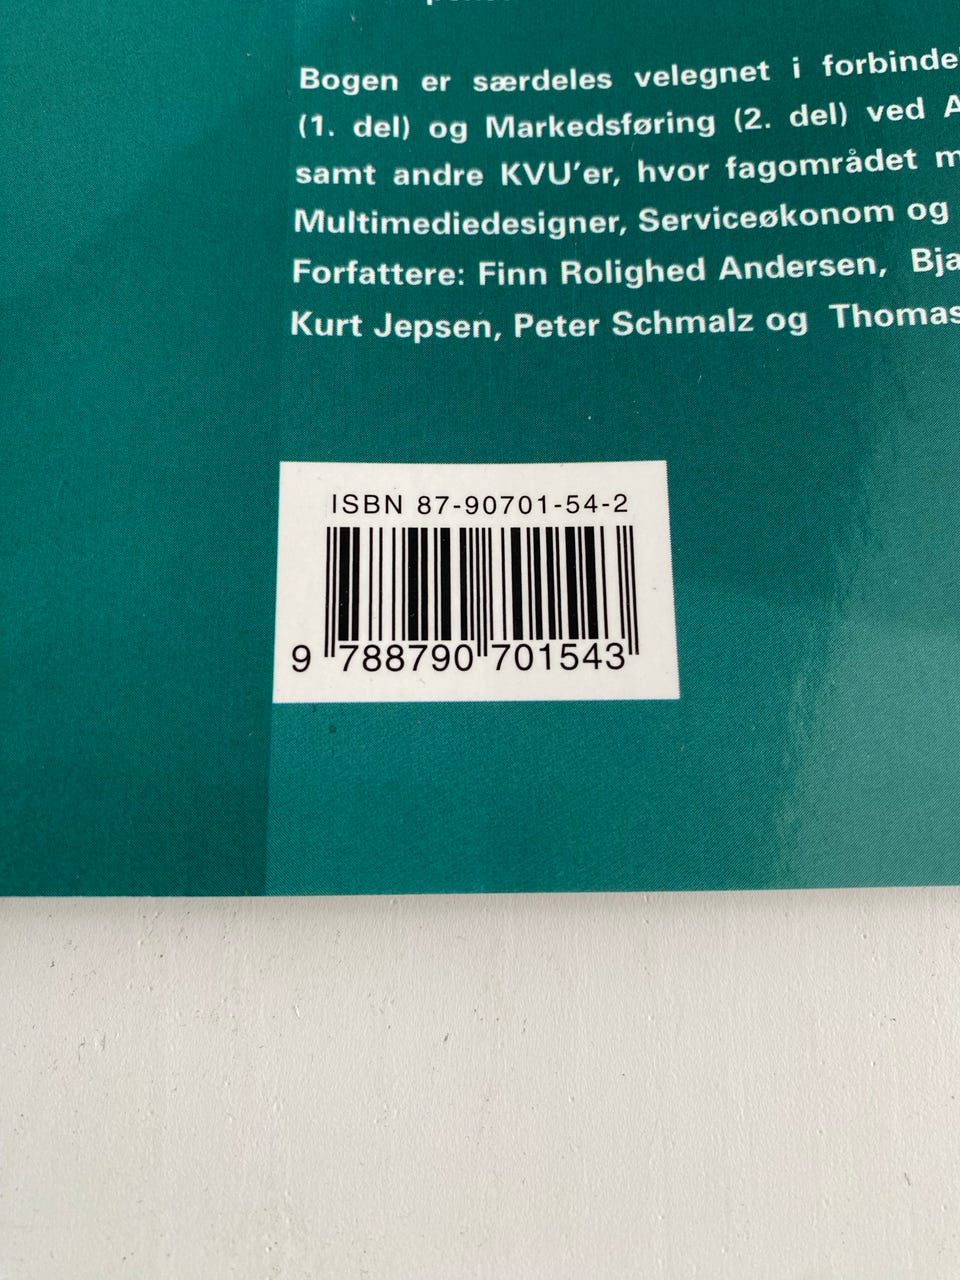 Bogen er særdeles velegnet i
(1. del) og Markedsføring (2. del) ved
samt andre KVU'er, hvor fagområdet
Multimediedesigner, Serviceøkonom og
Forfattere: Finn Rolighed Andersen,
Kurt Jepsen, Peter Schmalz og Thomas
ISBN 87-90701-54-2
9 788790 701543